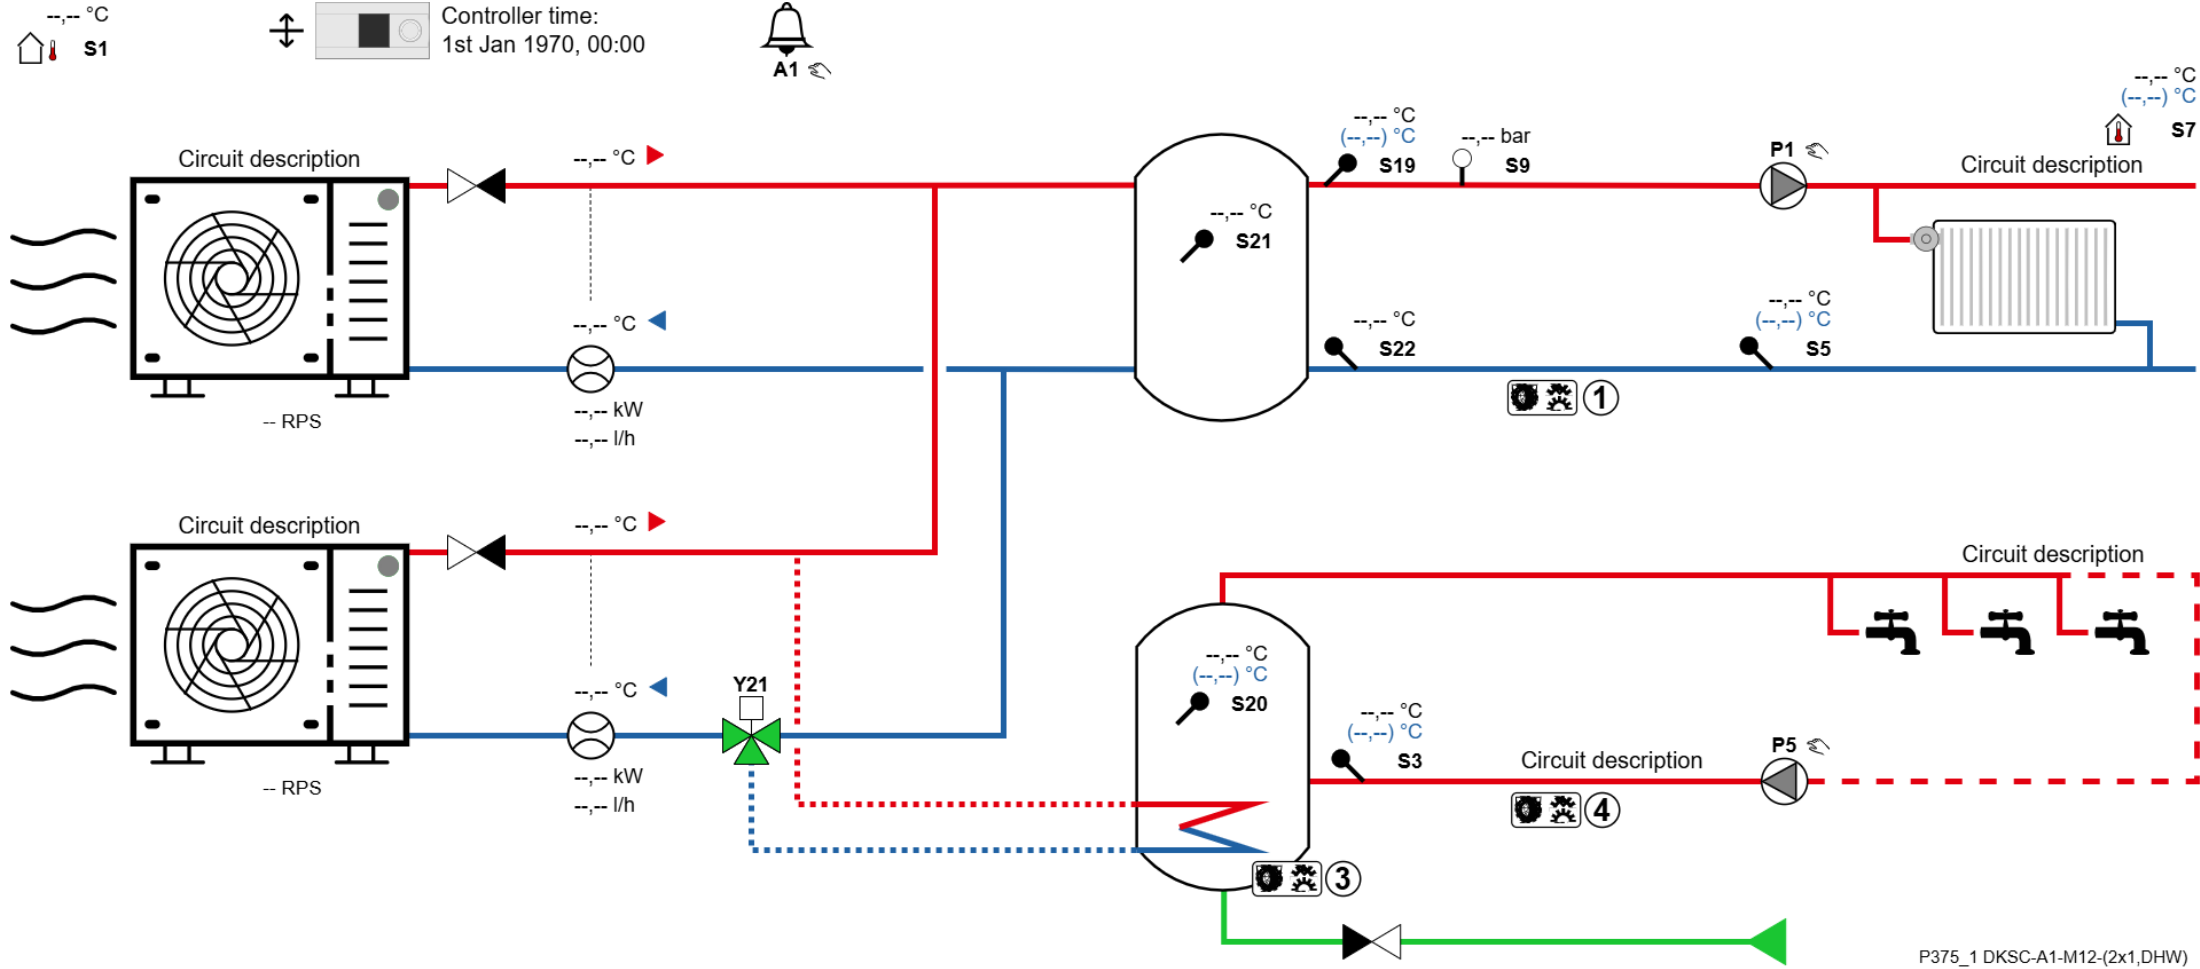 --,-- °C
S1
Controller time:
1st Jan 1970, 00:00
A1
--,-- °C
(--,--) °C
S7
Circuit description
--,-- °C
--,-- °C
(--,--) °C
S19
--,-- bar
S9
P1
Circuit description
--,-- °C
S21
--,-- °C
--,-- kW
--,-- l/h
-- RPS
--,-- °C
S22
--,-- °C
(--,--) °C
S5
1
Circuit description
--,-- °C
--,-- °C
--,-- kW
--,-- l/h
-- RPS
Y21
Circuit description
--,-- °C
(--,--) °C
S20
--,-- °C
(--,--) °C
S3
Circuit description
P5
4
3
P375_1 DKSC-A1-M12-(2x1,DHW)